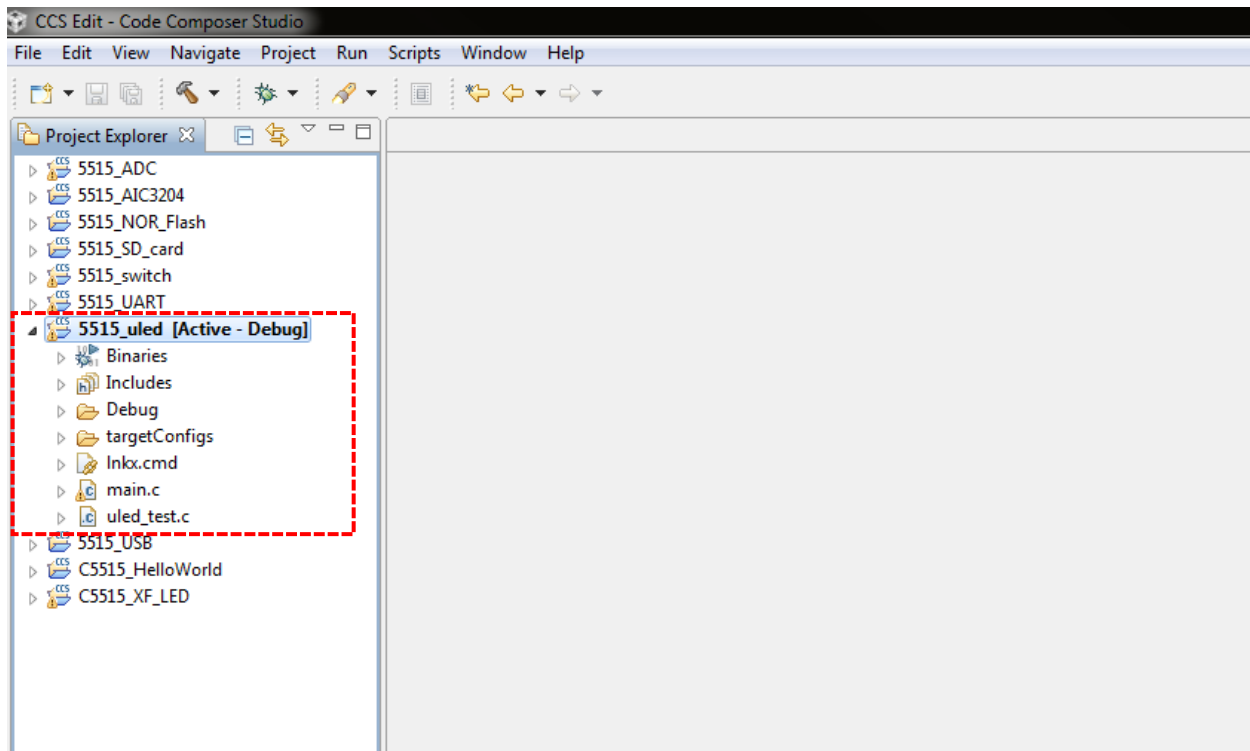 CCS Edit - Code Composer Studio
File Edit View Navigate Project Run Scripts Window Help
Project Explorer
5515_ADC
5515_AIC3204
5515_NOR_Flash
5515_SD_card
5515_switch
5515_UART
5515_uled [Active - Debug]
Binaries
Includes
Debug
targetConfigs
lnkx.cmd
main.c
uled_test.c
5515_USB
C5515_HelloWorld
C5515_XF_LED